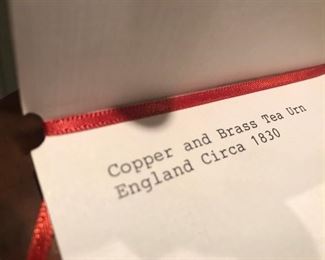 Copper and Brass Tea Urn
England Circa 1830